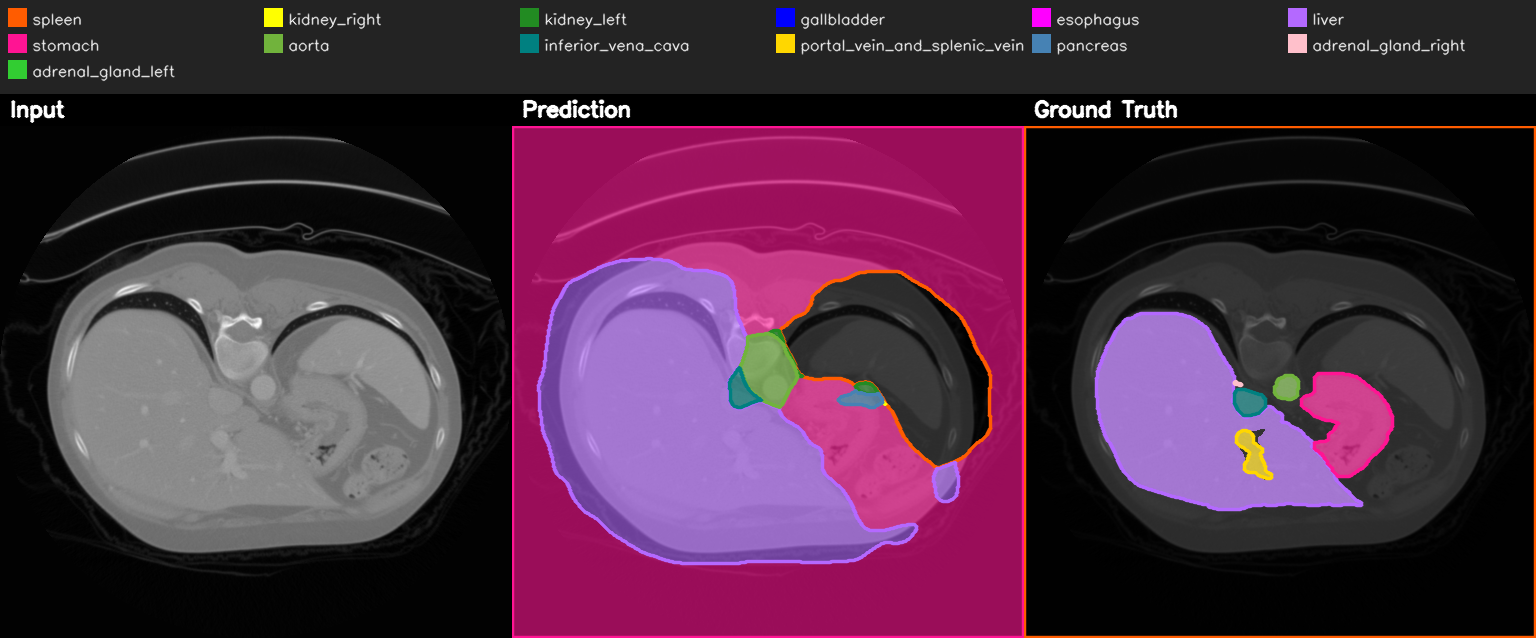 spleen kidney_right kidney_left gallbladder esophagus liver
stomach aorta inferior_vena_cava portal_vein_and_splenic_vein pancreas adrenal_gland_right
adrenal_gland_left
Input Prediction Ground Truth